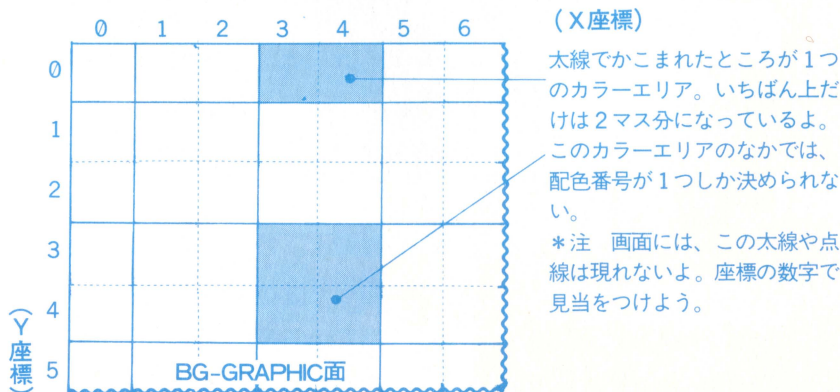 (X座標)
0 1 2 3 4 5 6
0
1
2
3
4
5
(Y座標)
BG-GRAPHIC面
太線でかこまれたところが1つ
のカラーエリア。いちばん上だ
けは2マス分になっているよ。
このカラーエリアのなかでは、
配色番号が1つしか決められな
い。
*注　画面には、この太線や点
線は現れないよ。座標の数字で
見当をつけよう。